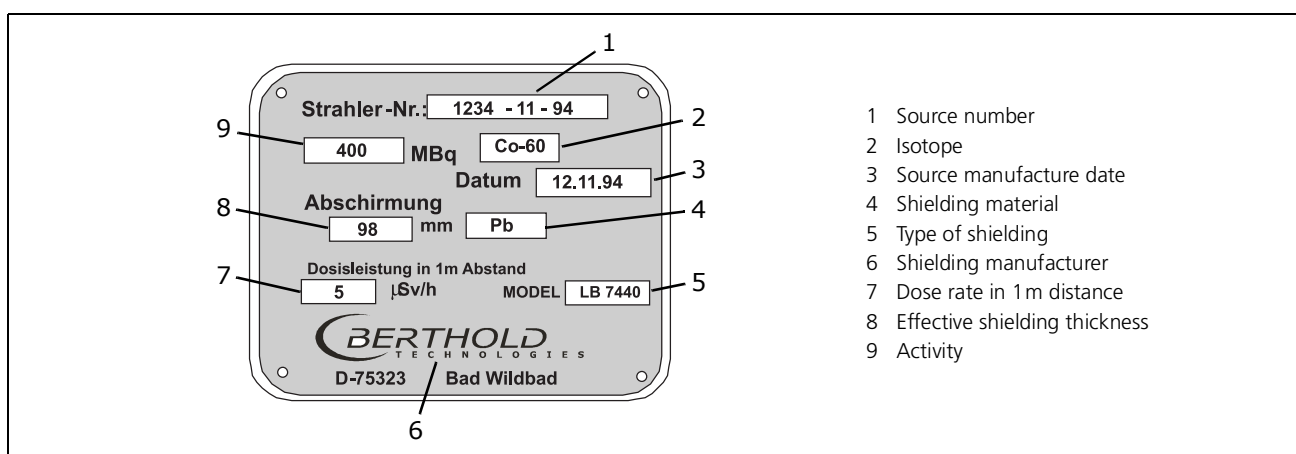 1
Strahler-Nr.: 1234 - 11 - 94
9 400 MBq Co-60 2
Datum 12.11.94 3
Abschirmung
8 98 mm Pb 4
Dosisleistung in 1m Abstand
7 5 µSv/h MODEL LB 7440 5
BERTHOLD
TECHNOLOGIES
D-75323 Bad Wildbad
6
1 Source number
2 Isotope
3 Source manufacture date
4 Shielding material
5 Type of shielding
6 Shielding manufacturer
7 Dose rate in 1m distance
8 Effective shielding thickness
9 Activity